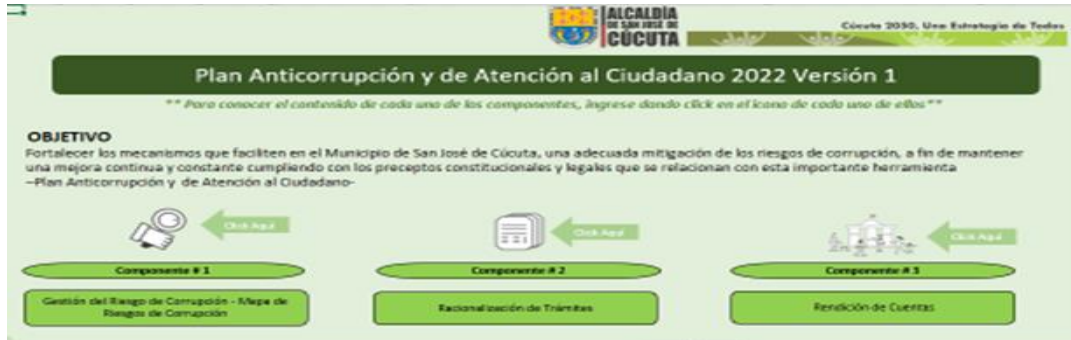 ALCALDÍA
DE SAN JOSÉ DE
CÚCUTA
Cúcuta 2050, Una Estrategia de Todos
Plan Anticorrupción y de Atención al Ciudadano 2022 Versión 1
** Para conocer el contenido de cada uno de los componentes, ingrese dando click en el ícono de cada uno de ellos**
OBJETIVO
Fortalecer los mecanismos que faciliten en el Municipio de San José de Cúcuta, una adecuada mitigación de los riesgos de corrupción, a fin de mantener
una mejora continua y constante cumpliendo con los preceptos constitucionales y legales que se relacionan con esta importante herramienta
–Plan Anticorrupción y de Atención al Ciudadano-
Click Aquí
Click Aquí
Click Aquí
Componente # 1
Componente # 2
Componente # 3
Gestión del Riesgo de Corrupción - Mapa de
Riesgos de Corrupción
Racionalización de Trámites
Rendición de Cuentas